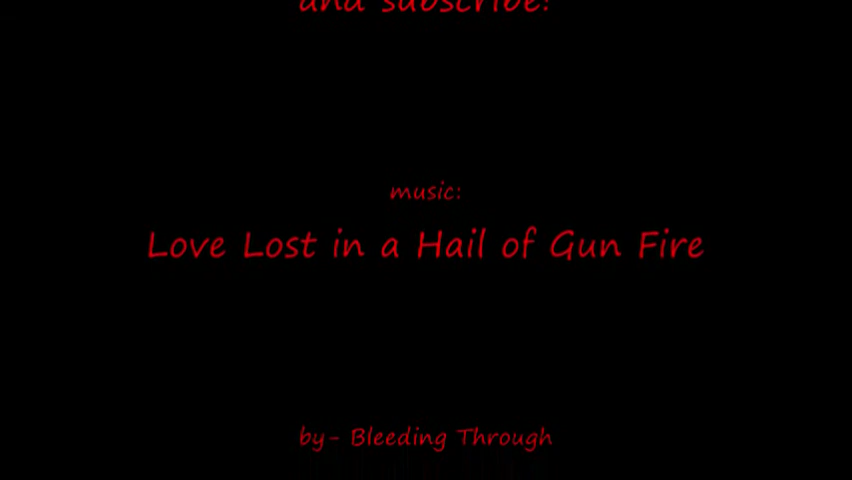 and subscribe!
music:
Love Lost in a Hail of Gun Fire
by- Bleeding Through